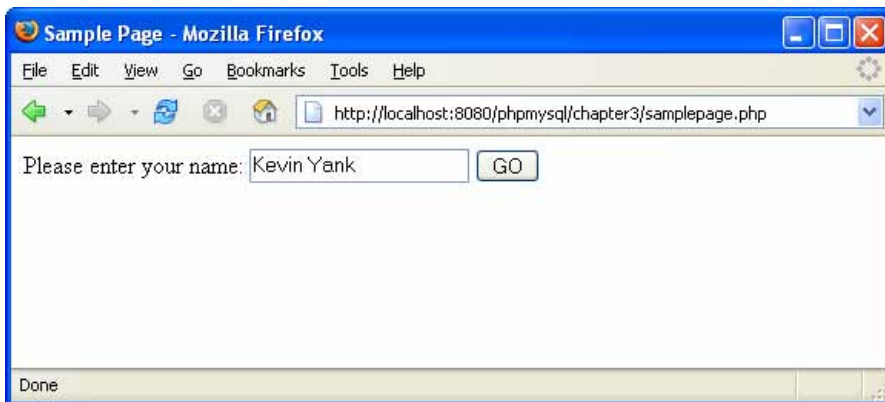 Sample Page - Mozilla Firefox
File Edit View Go Bookmarks Tools Help
http://localhost:8080/phpmysql/chapter3/samplepage.php
Please enter your name: Kevin Yank GO
Done